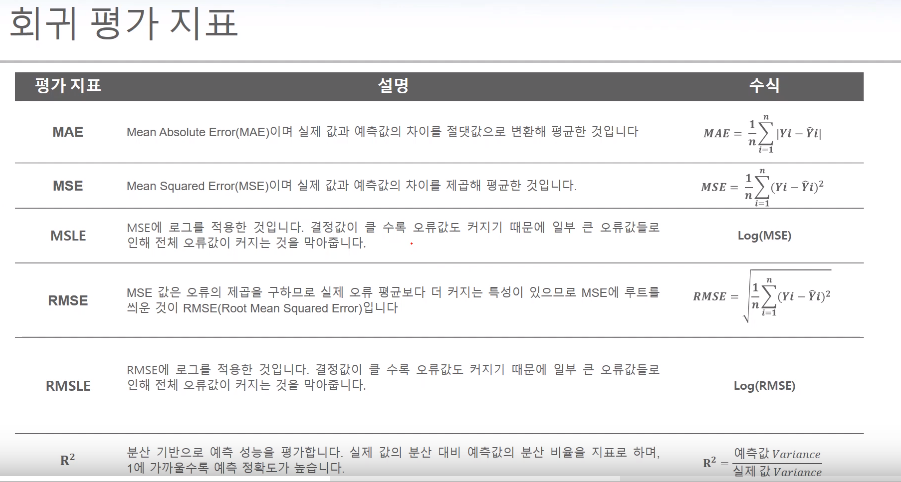 회귀 평가 지표
평가 지표 설명 수식
MAE Mean Absolute Error(MAE)이며 실제 값과 예측값의 차이를 절댓값으로 변환해 평균한 것입니다 MAE = 1/n ∑ i=1 n |Yi − Ŷi|
MSE Mean Squared Error(MSE)이며 실제 값과 예측값의 차이를 제곱해 평균한 것입니다. MSE = 1/n ∑ i=1 n (Yi − Ŷi)²
MSLE MSE에 로그를 적용한 것입니다. 결정값이 클 수록 오류값도 커지기 때문에 일부 큰 오류값들로
인해 전체 오류값이 커지는 것을 막아줍니다. Log(MSE)
RMSE MSE 값은 오류의 제곱을 구하므로 실제 오류 평균보다 더 커지는 특성이 있으므로 MSE에 루트를
씌운 것이 RMSE(Root Mean Squared Error)입니다 RMSE = √ 1/n ∑ i=1 n (Yi − Ŷi)²
RMSLE RMSE에 로그를 적용한 것입니다. 결정값이 클 수록 오류값도 커지기 때문에 일부 큰 오류값들로
인해 전체 오류값이 커지는 것을 막아줍니다. Log(RMSE)
R² 분산 기반으로 예측 성능을 평가합니다. 실제 값의 분산 대비 예측값의 분산 비율을 지표로 하며,
1에 가까울수록 예측 정확도가 높습니다. R² = 예측값 Variance / 실제 값 Variance